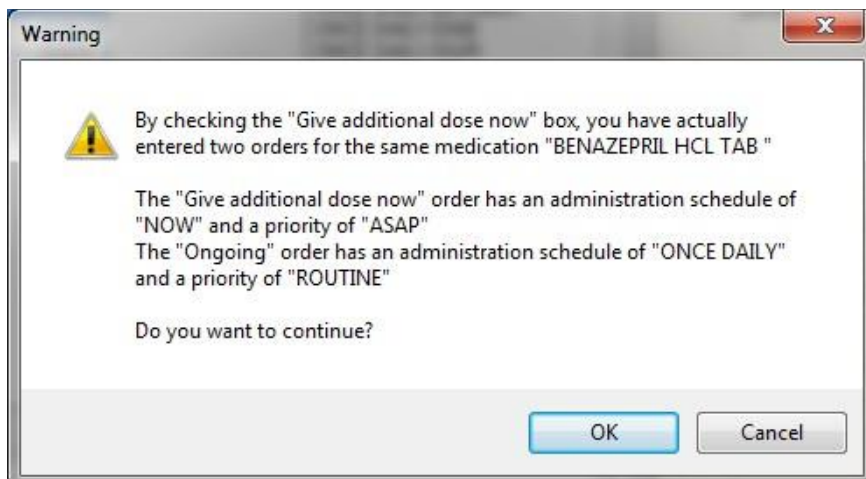 Warning
By checking the "Give additional dose now" box, you have actually
entered two orders for the same medication "BENAZEPRIL HCL TAB "
The "Give additional dose now" order has an administration schedule of
"NOW" and a priority of "ASAP"
The "Ongoing" order has an administration schedule of "ONCE DAILY"
and a priority of "ROUTINE"
Do you want to continue?
OK
Cancel